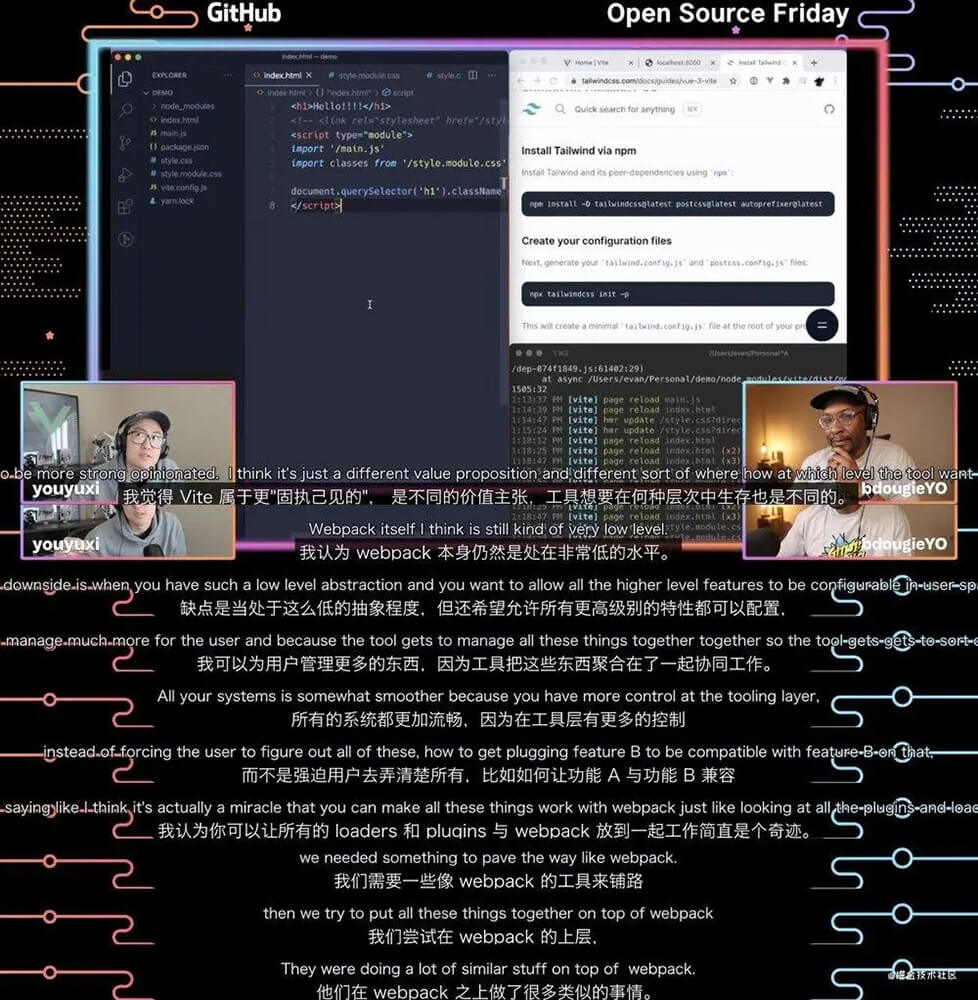 GitHub
Open Source Friday
index.html — demo
EXPLORER
DEMO
node_modules
index.html
main.js
package.json
style.css
style.module.css
vite.config.js
yarn.lock
index.html
style.module.css
style.c
index.html > "index.html" > script
<h1>Hello!!!!</h1>
<!-- <link rel="stylesheet" href="/sty
<script type="module">
import '/main.js'
import classes from '/style.module.css'
document.querySelector('h1').className
8 </script>
Home | Vite
localhost:3000
Install Tailwind C
tailwindcss.com/docs/guides/vue-3-vite
Quick search for anything
⌘K
Install Tailwind via npm
Install Tailwind and its peer-dependencies using `npm`:
npm install -D tailwindcss@latest postcss@latest autoprefixer@latest
Create your configuration files
Next, generate your `tailwind.config.js` and `postcss.config.js` files:
npx tailwindcss init -p
This will create a minimal `tailwind.config.js` file at the root of your pro
/dep-074f1849.js:61402:29)
at async /Users/evan/Personal/demo/node_modules/vite/dist/no
1505:32
1:13:37 PM [vite] page reload main.js
1:14:39 PM [vite] page reload index.html
1:14:47 PM [vite] hmr update /style.css?direc
1:15:24 PM [vite] hmr update /style.css?direc
1:18:12 PM [vite] page reload index.html
1:18:25 PM [vite] page reload index.html (x2)
1:18:47 PM [vite] page reload index.html (x3)
o be more strong opinionated. I think it's just a different value proposition and different sort of where how at which level the tool want
youyuxi
bdougieYO
我觉得 Vite 属于更"固执己见的"， 是不同的价值主张，工具想要在何种层次中生存也是不同的。
Webpack itself I think is still kind of very low level.
youyuxi
bdougieYO
我认为 webpack 本身仍然是处在非常低的水平。
downside is when you have such a low level abstraction and you want to allow all the higher level features to be configurable in user sp
缺点是当处于这么低的抽象程度，但还希望允许所有更高级别的特性都可以配置，
manage much more for the user and because the tool gets to manage all these things together together so the tool gets gets to sort o
我可以为用户管理更多的东西，因为工具把这些东西聚合在了一起协同工作。
All your systems is somewhat smoother because you have more control at the tooling layer,
所有的系统都更加流畅，因为在工具层有更多的控制
instead of forcing the user to figure out all of these, how to get plugging feature B to be compatible with feature B on that,
而不是强迫用户去弄清楚所有，比如如何让功能 A 与功能 B 兼容
saying like I think it's actually a miracle that you can make all these things work with webpack just like looking at all the plugins and loa
我认为你可以让所有的 loaders 和 plugins 与 webpack 放到一起工作简直是个奇迹。
we needed something to pave the way like webpack.
我们需要一些像 webpack 的工具来铺路
then we try to put all these things together on top of webpack
我们尝试在 webpack 的上层，
They were doing a lot of similar stuff on top of webpack.
他们在 webpack 之上做了很多类似的事情。
@掘金技术社区